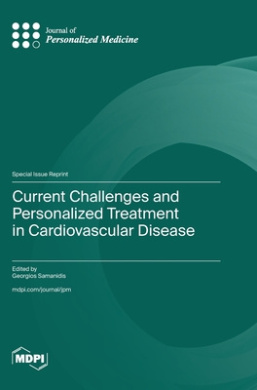 Journal of
Personalized Medicine
Special Issue Reprint
Current Challenges and
Personalized Treatment
in Cardiovascular Disease
Edited by
Georgios Samanidis
mdpi.com/journal/jpm
MDPI